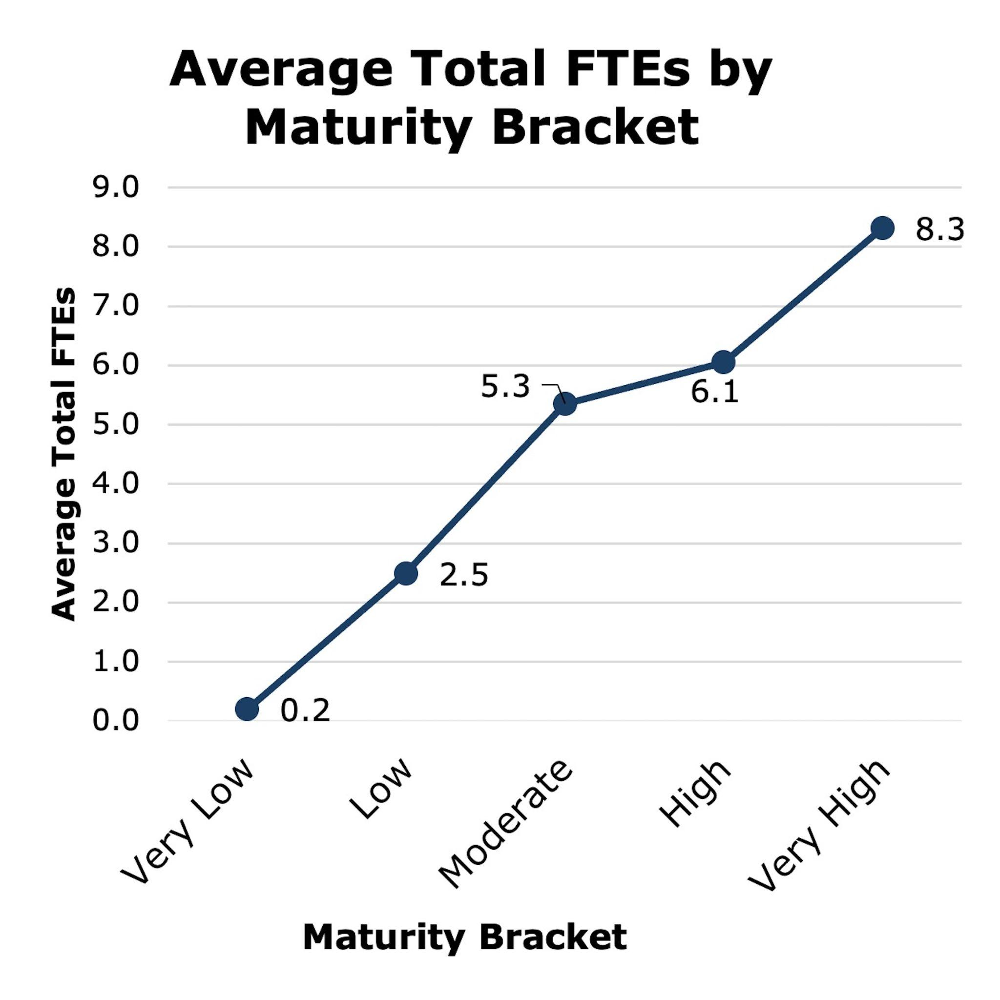 Average Total FTEs by
Maturity Bracket
Average Total FTEs
9.0
8.0
7.0
6.0
5.0
4.0
3.0
2.0
1.0
0.0
0.2
2.5
5.3
6.1
8.3
Very Low
Low
Moderate
High
Very High
Maturity Bracket